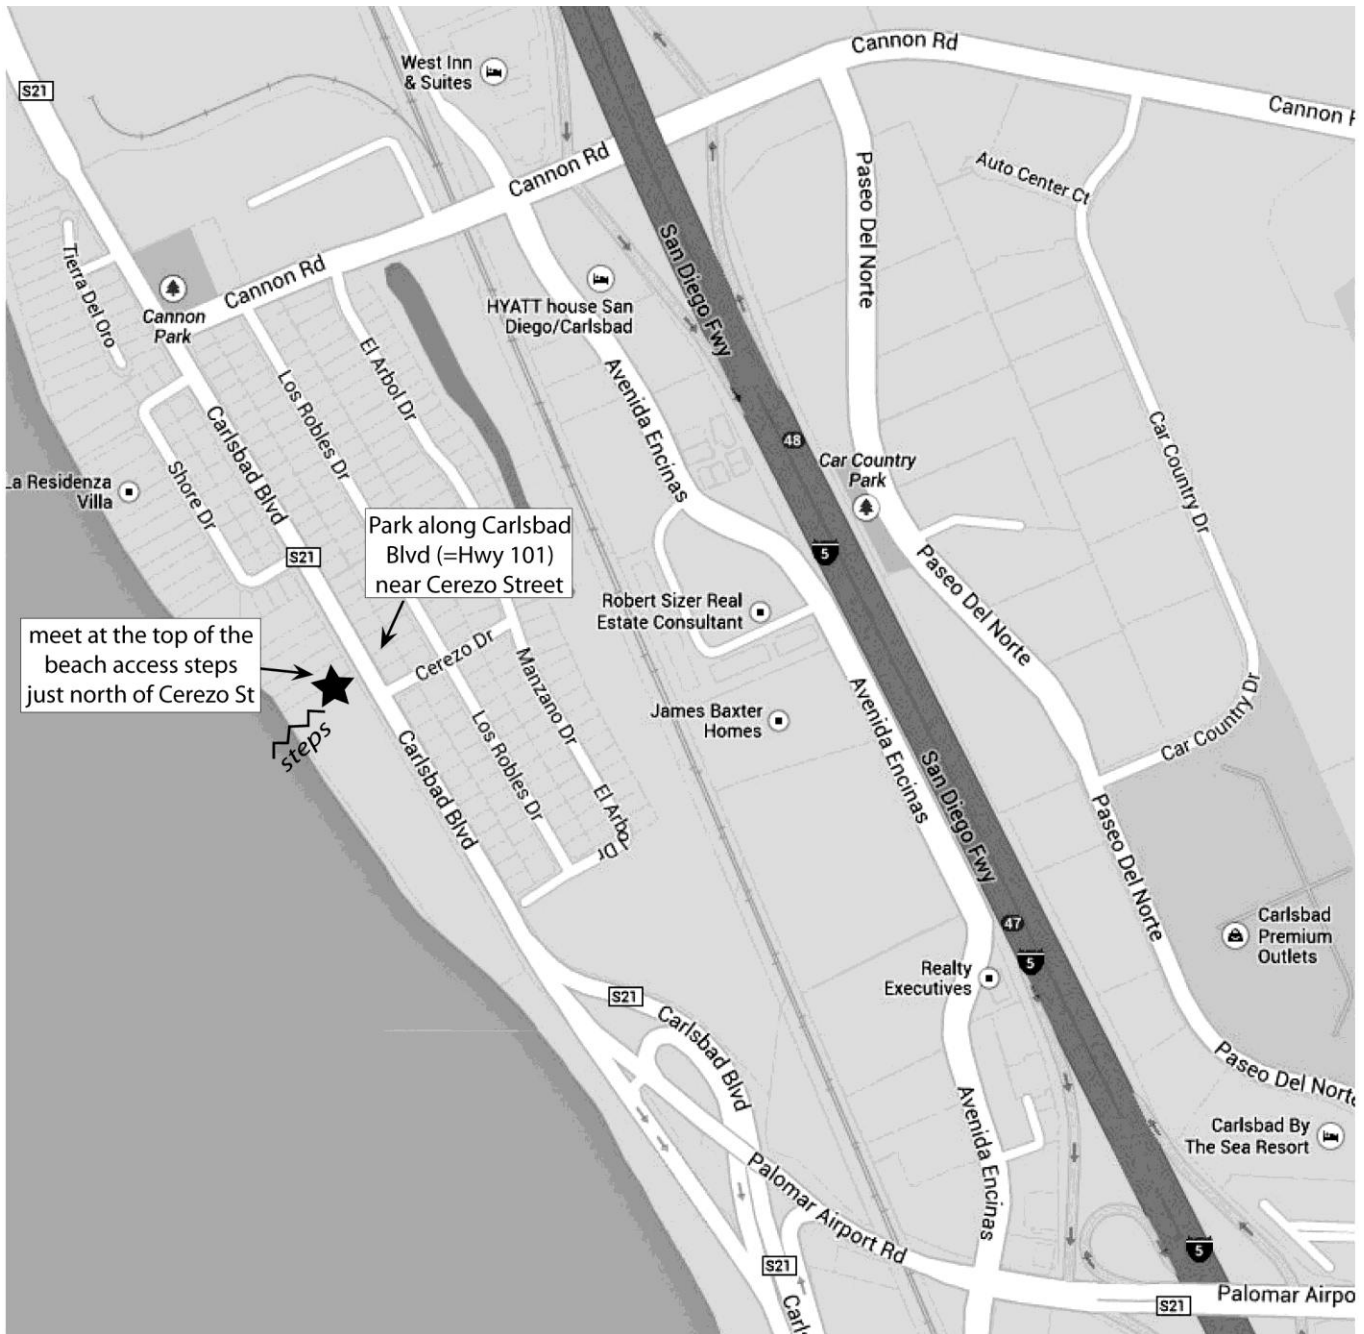 Cannon Rd
Cannon R
West Inn
& Suites
S21
Cannon Rd
Auto Center Ct
Paseo Del Norte
Tierra Del Oro
Cannon Rd
San Diego Fwy
HYATT house San
Diego/Carlsbad
Cannon
Park
El Arbol Dr
Los Robles Dr
Avenida Encinas
Carlsbad Blvd
48
Car Country
Park
Car Country Dr
La Residenza
Villa
Shore Dr
S21
Park along Carlsbad
Blvd (=Hwy 101)
near Cerezo Street
5
Paseo Del Norte
Robert Sizer Real
Estate Consultant
meet at the top of the
beach access steps
just north of Cerezo St
Cerezo Dr
Manzano Dr
steps
Los Robles Dr
Carlsbad Blvd
James Baxter
Homes
Avenida Encinas
San Diego Fwy
Car Country Dr
El Arbo
Dr
Paseo Del Norte
47
Carlsbad
Premium
Outlets
5
Realty
Executives
S21
Carlsbad Blvd
Paseo Del Norte
Avenida Encinas
Carlsbad By
The Sea Resort
Palomar Airport Rd
5
S21
Carls
Palomar Airpo
S21